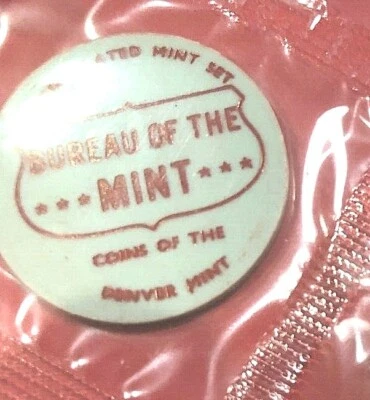 ATED MINT SET
BUREAU OF THE
MINT
COINS OF THE
DENVER MINT